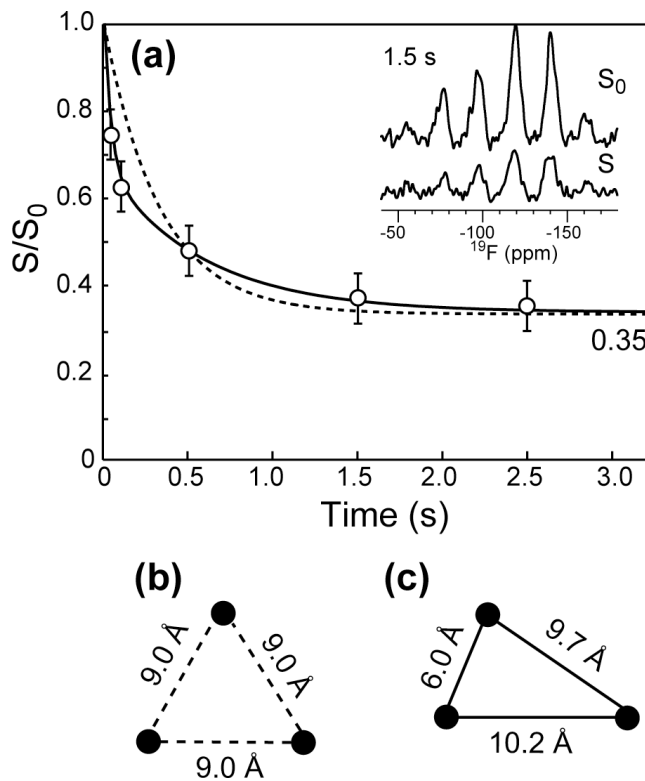 (a)
1.5 s
S0
S
-50 -100 -150
19F (ppm)
1.0
0.8
0.6
0.4
0.2
0
S/S0
0.35
0.5 1.0 1.5 2.0 2.5 3.0
Time (s)
(b)
9.0 Å 9.0 Å
9.0 Å
(c)
6.0 Å 9.7 Å
10.2 Å